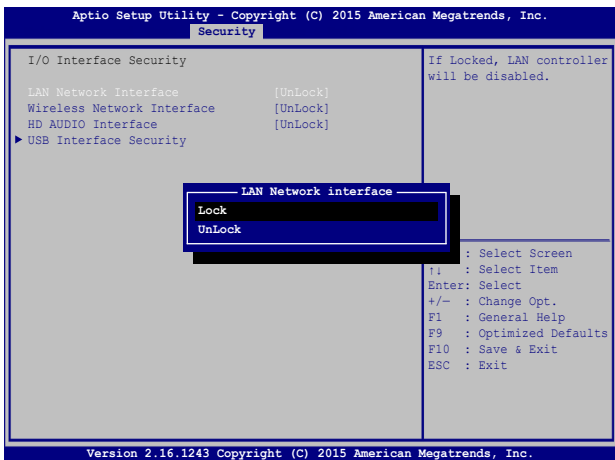 Aptio Setup Utility - Copyright (C) 2015 American Megatrends, Inc.
Security
I/O Interface Security
LAN Network Interface [UnLock]
Wireless Network Interface [UnLock]
HD AUDIO Interface [UnLock]
USB Interface Security
If Locked, LAN controller
will be disabled.
LAN Network interface
Lock
UnLock
: Select Screen
↑↓ : Select Item
Enter: Select
+/— : Change Opt.
F1 : General Help
F9 : Optimized Defaults
F10 : Save & Exit
ESC : Exit
Version 2.16.1243 Copyright (C) 2015 American Megatrends, Inc.